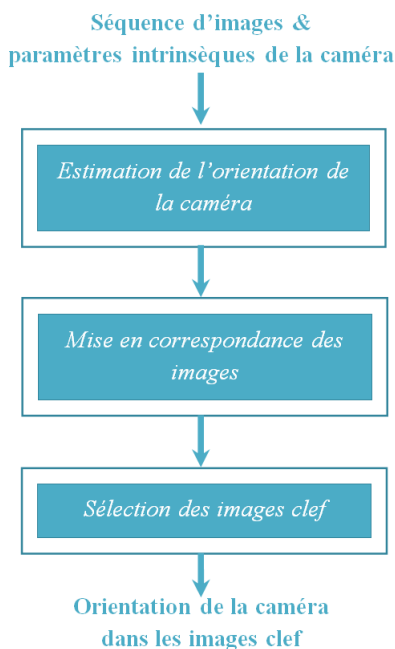 Séquence d'images &
paramètres intrinsèques de la caméra
Estimation de l'orientation de
la caméra
Mise en correspondance des
images
Sélection des images clef
Orientation de la caméra
dans les images clef